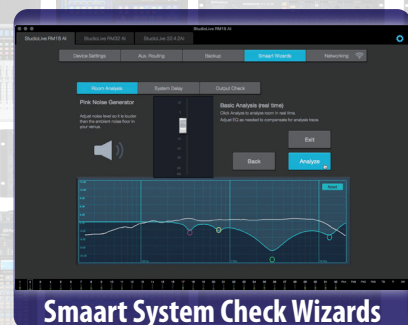 StudioLive RM16 AI
StudioLive RM16 AI
StudioLive RM32 AI
StudioLive 32.4.2AI
Device Settings
Aux Routing
Backup
Smaart Wizards
Networking
Room Analysis
System Delay
Output Check
Pink Noise Generator
Adjust noise level so it is louder
than the ambient noise floor in
your venue.
Basic Analysis (real time)
Click Analyze to analyze room in real time
Adjust EQ as needed to compensate for analysis trace.
Exit
Back
Analyze
Smaart System Check Wizards